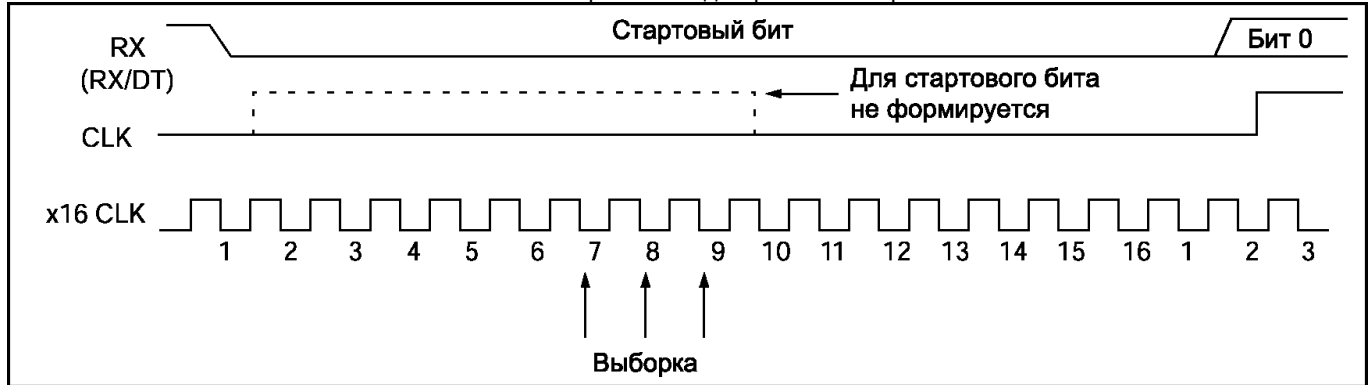 RX
(RX/DT)
Стартовый бит
Бит 0
Для стартового бита
не формируется
CLK
x16 CLK
1 2 3 4 5 6 7 8 9 10 11 12 13 14 15 16 1 2 3
Выборка